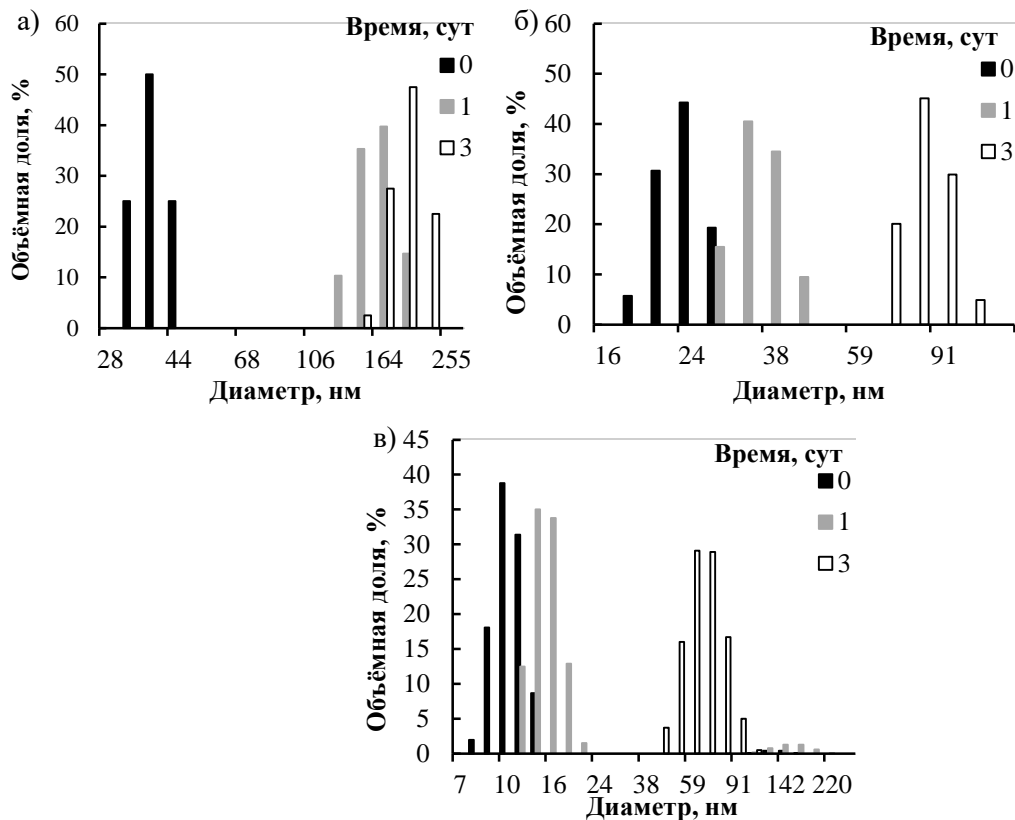 а)
Объёмная доля, %
60
50
40
30
20
10
0
Время, сут
0
1
3
28 44 68 106 164 255
Диаметр, нм
б)
Объёмная доля, %
60
50
40
30
20
10
0
Время, сут
0
1
3
16 24 38 59 91
Диаметр, нм
в)
Объёмная доля, %
45
40
35
30
25
20
15
10
5
0
Время, сут
0
1
3
7 10 16 24 38 59 91 142 220
Диаметр, нм